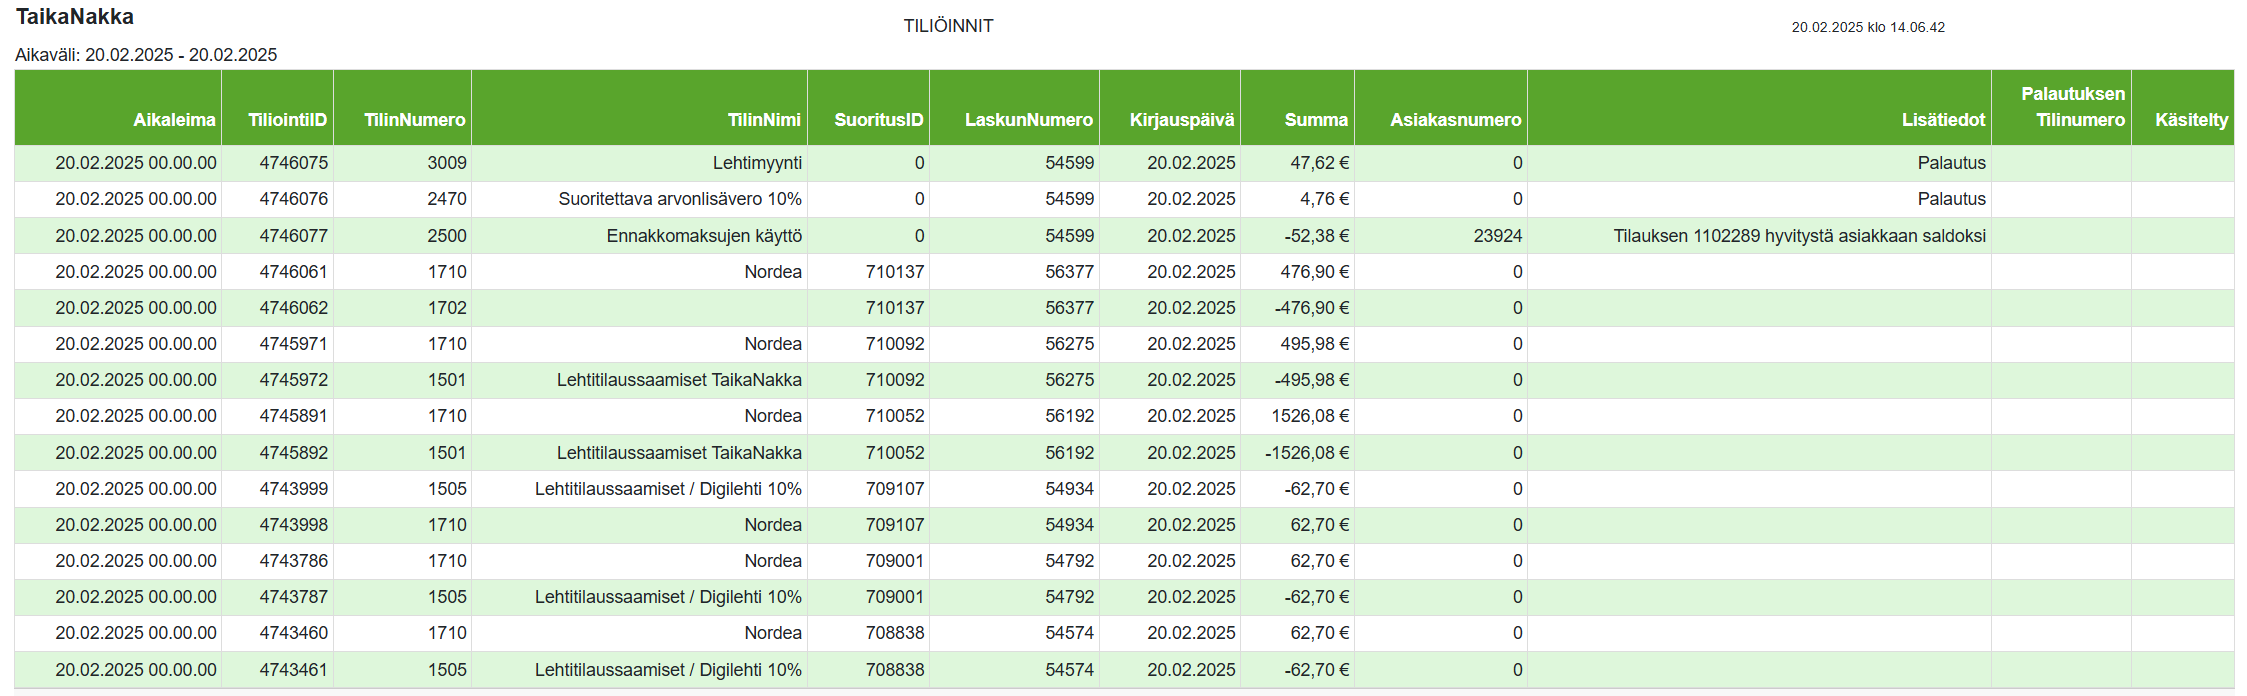 TaikaNakka
TILIÖINNIT
20.02.2025 klo 14.06.42
Aikaväli: 20.02.2025 - 20.02.2025
Aikaleima TiliointiID TilinNumero TilinNimi SuoritusID LaskunNumero Kirjauspäivä Summa Asiakasnumero Lisätiedot Palautuksen Tilinumero Käsitelty
20.02.2025 00.00.00 4746075 3009 Lehtimyynti 0 54599 20.02.2025 47,62 € 0 Palautus
20.02.2025 00.00.00 4746076 2470 Suoritettava arvonlisävero 10% 0 54599 20.02.2025 4,76 € 0 Palautus
20.02.2025 00.00.00 4746077 2500 Ennakkomaksujen käyttö 0 54599 20.02.2025 -52,38 € 23924 Tilauksen 1102289 hyvitystä asiakkaan saldoksi
20.02.2025 00.00.00 4746061 1710 Nordea 710137 56377 20.02.2025 476,90 € 0
20.02.2025 00.00.00 4746062 1702 710137 56377 20.02.2025 -476,90 € 0
20.02.2025 00.00.00 4745971 1710 Nordea 710092 56275 20.02.2025 495,98 € 0
20.02.2025 00.00.00 4745972 1501 Lehtitilaussaamiset TaikaNakka 710092 56275 20.02.2025 -495,98 € 0
20.02.2025 00.00.00 4745891 1710 Nordea 710052 56192 20.02.2025 1526,08 € 0
20.02.2025 00.00.00 4745892 1501 Lehtitilaussaamiset TaikaNakka 710052 56192 20.02.2025 -1526,08 € 0
20.02.2025 00.00.00 4743999 1505 Lehtitilaussaamiset / Digilehti 10% 709107 54934 20.02.2025 -62,70 € 0
20.02.2025 00.00.00 4743998 1710 Nordea 709107 54934 20.02.2025 62,70 € 0
20.02.2025 00.00.00 4743786 1710 Nordea 709001 54792 20.02.2025 62,70 € 0
20.02.2025 00.00.00 4743787 1505 Lehtitilaussaamiset / Digilehti 10% 709001 54792 20.02.2025 -62,70 € 0
20.02.2025 00.00.00 4743460 1710 Nordea 708838 54574 20.02.2025 62,70 € 0
20.02.2025 00.00.00 4743461 1505 Lehtitilaussaamiset / Digilehti 10% 708838 54574 20.02.2025 -62,70 € 0